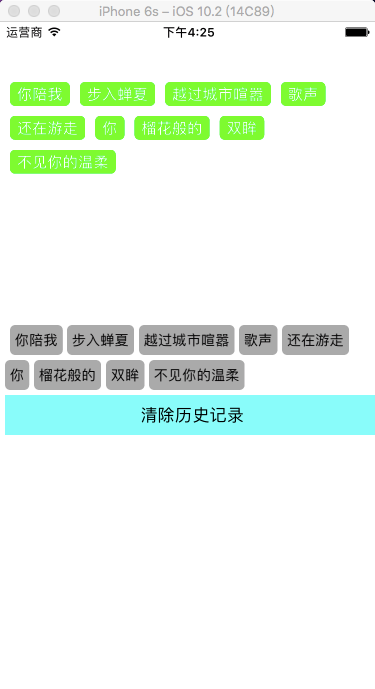 iPhone 6s – iOS 10.2 (14C89)
运营商 下午4:25
你陪我 步入蝉夏 越过城市喧嚣 歌声
还在游走 你 榴花般的 双眸
不见你的温柔
你陪我 步入蝉夏 越过城市喧嚣 歌声 还在游走
你 榴花般的 双眸 不见你的温柔
清除历史记录